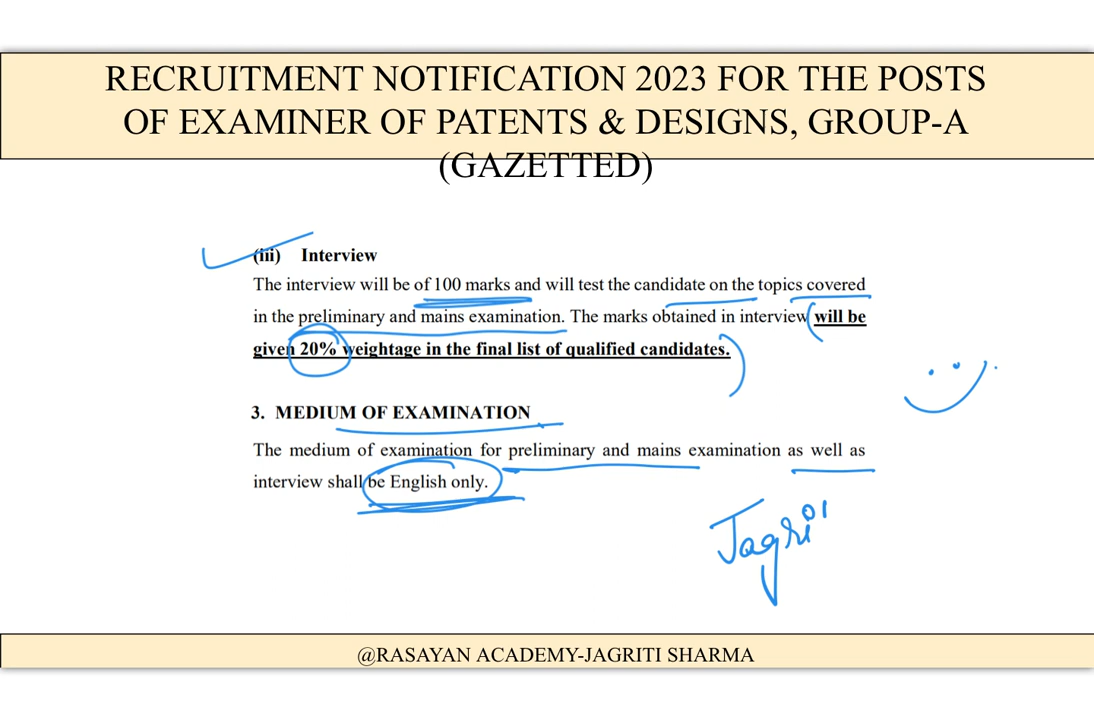 RECRUITMENT NOTIFICATION 2023 FOR THE POSTS
OF EXAMINER OF PATENTS & DESIGNS, GROUP-A
(GAZETTED)
(iii) Interview
The interview will be of 100 marks and will test the candidate on the topics covered
in the preliminary and mains examination. The marks obtained in interview will be
given 20% weightage in the final list of qualified candidates.
3. MEDIUM OF EXAMINATION
The medium of examination for preliminary and mains examination as well as
interview shall be English only.
@RASAYAN ACADEMY-JAGRITI SHARMA